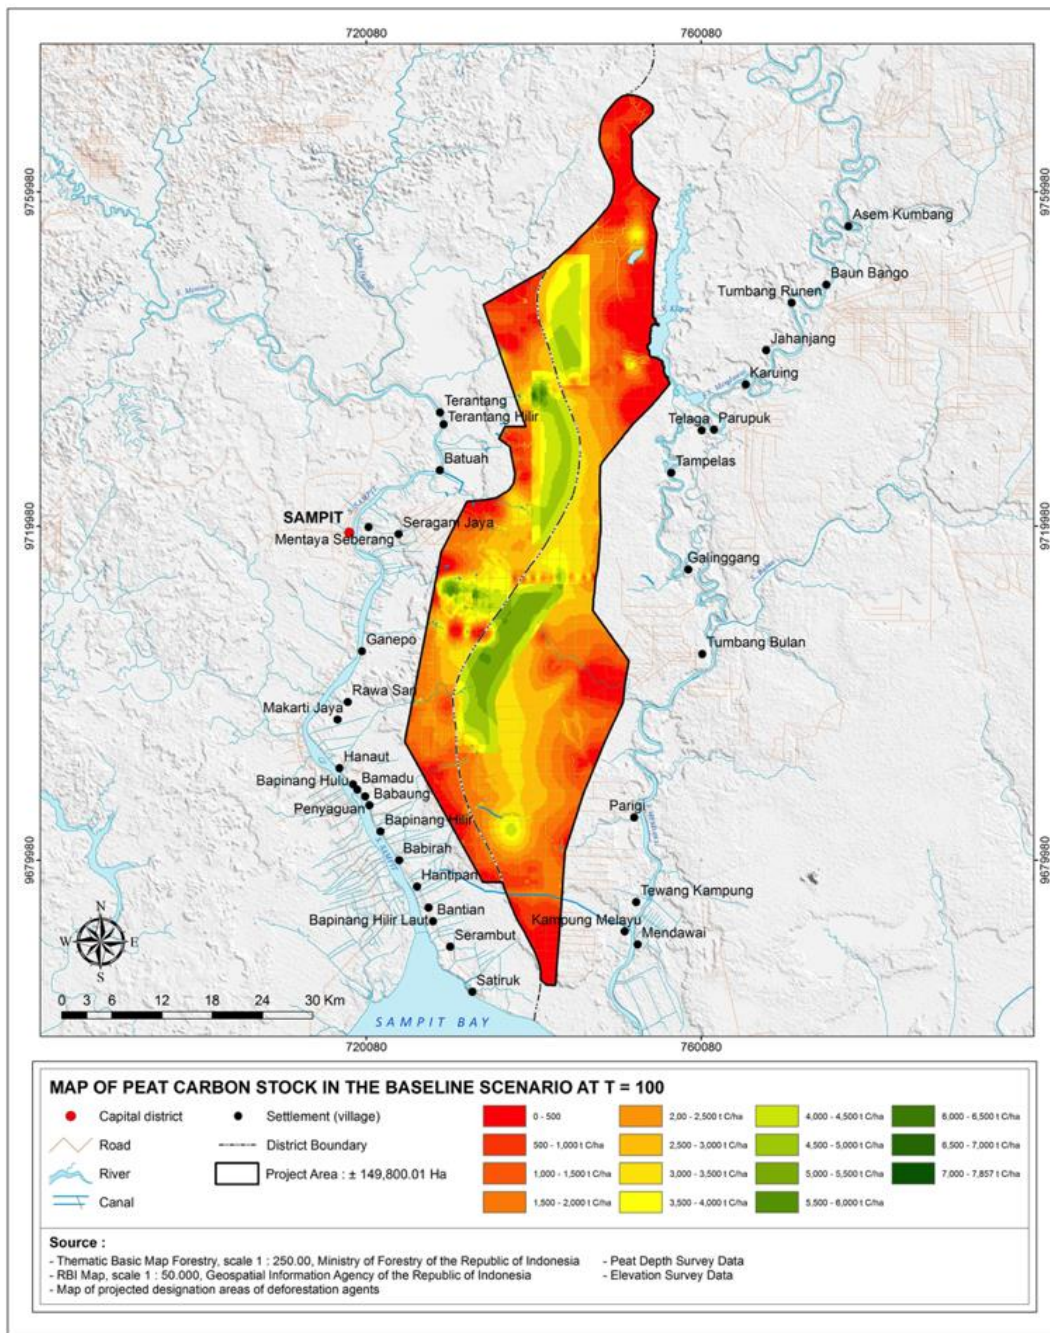 720080
760080
9759980
9759980
Asem Kumbang
Baun Bango
Tumbang Runen
Jahanjang
Karuing
Terantang
Terantang Hilir
Telaga
Parupuk
Batuah
Tampelas
SAMPIT
Seragam Jaya
Mentaya Seberang
9719980
9719980
Galinggang
Ganepo
Tumbang Bulan
Rawa Sari
Makarti Jaya
Hanaut
Bapinang Hulu
Bamadu
Babaung
Penyaguan
Parigi
Bapinang Hilir
Babirah
9679980
9679980
Hantipan
Tewang Kampung
Bantian
Bapinang Hilir Laut
Kampung Melayu
Serambut
Mendawai
N
W
E
S
Satiruk
0 3 6 12 18 24 30 Km
SAMPIT BAY
720080
760080
MAP OF PEAT CARBON STOCK IN THE BASELINE SCENARIO AT T = 100
Capital district
Settlement (village)
Road
District Boundary
River
Project Area : ± 149,800.01 Ha
Canal
0 - 500
500 - 1,000 t C/ha
1,000 - 1,500 t C/ha
1,500 - 2,000 t C/ha
2,00 - 2,500 t C/ha
2,500 - 3,000 t C/ha
3,000 - 3,500 t C/ha
3,500 - 4,000 t C/ha
4,000 - 4,500 t C/ha
4,500 - 5,000 t C/ha
5,000 - 5,500 t C/ha
5,500 - 6,000 t C/ha
6,000 - 6,500 t C/ha
6,500 - 7,000 t C/ha
7,000 - 7,857 t C/ha
Source :
- Thematic Basic Map Forestry, scale 1 : 250.00, Ministry of Forestry of the Republic of Indonesia
- RBI Map, scale 1 : 50.000, Geospatial Information Agency of the Republic of Indonesia
- Map of projected designation areas of deforestation agents
- Peat Depth Survey Data
- Elevation Survey Data